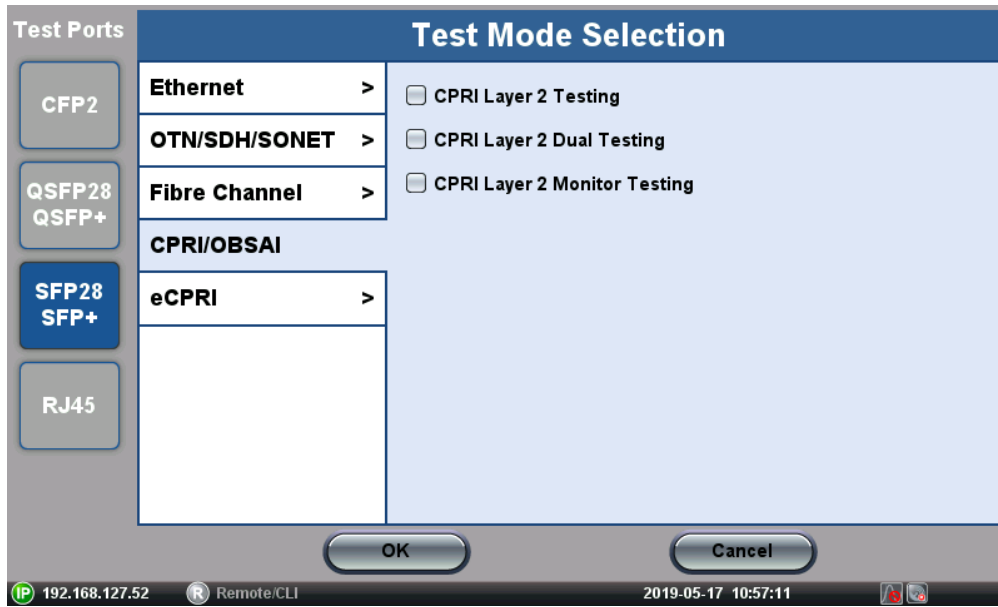 Test Ports
Test Mode Selection
CFP2
QSFP28
QSFP+
SFP28
SFP+
RJ45
Ethernet >
OTN/SDH/SONET >
Fibre Channel >
CPRI/OBSAI
eCPRI >
CPRI Layer 2 Testing
CPRI Layer 2 Dual Testing
CPRI Layer 2 Monitor Testing
OK
Cancel
IP 192.168.127.52
R Remote/CLI
2019-05-17 10:57:11